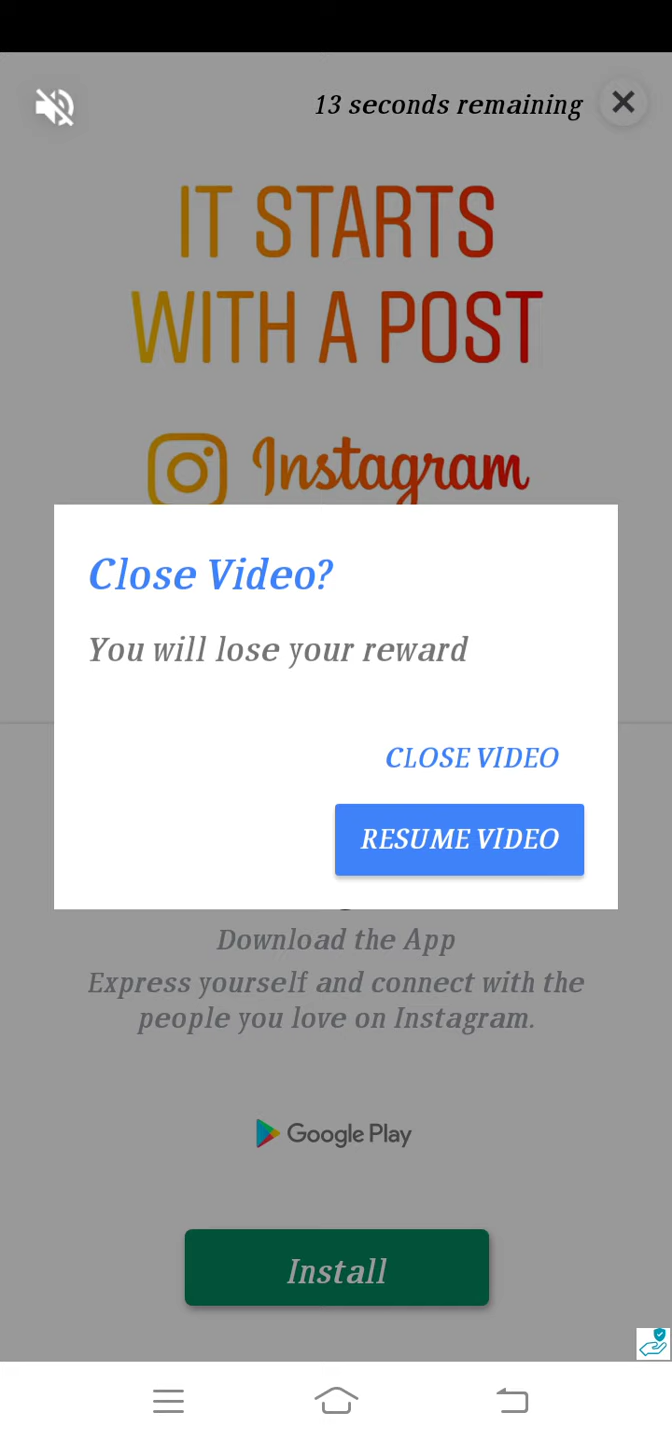 13 seconds remaining
IT STARTS
WITH A POST
Instagram
Close Video?
You will lose your reward
CLOSE VIDEO
RESUME VIDEO
Download the App
Express yourself and connect with the
people you love on Instagram.
Google Play
Install